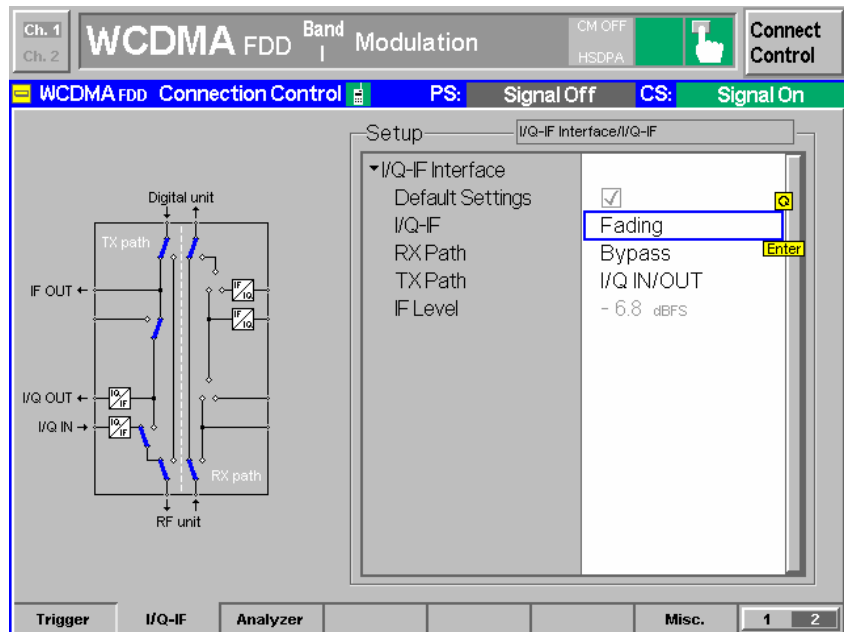 Ch. 1
Ch. 2
WCDMA FDD Band I Modulation
CM OFF
HSDPA
Connect Control
WCDMA FDD Connection Control PS: Signal Off CS: Signal On
Setup I/Q-IF Interface/I/Q-IF
I/Q-IF Interface
Default Settings
Q
I/Q-IF Fading
Enter
RX Path Bypass
TX Path I/Q IN/OUT
IF Level - 6.8 dBFS
Digital unit
TX path
IF OUT
IF/IQ
IF/IQ
I/Q OUT
IQ/IF
I/Q IN
IQ/IF
RX path
RF unit
Trigger I/Q-IF Analyzer Misc. 1 2